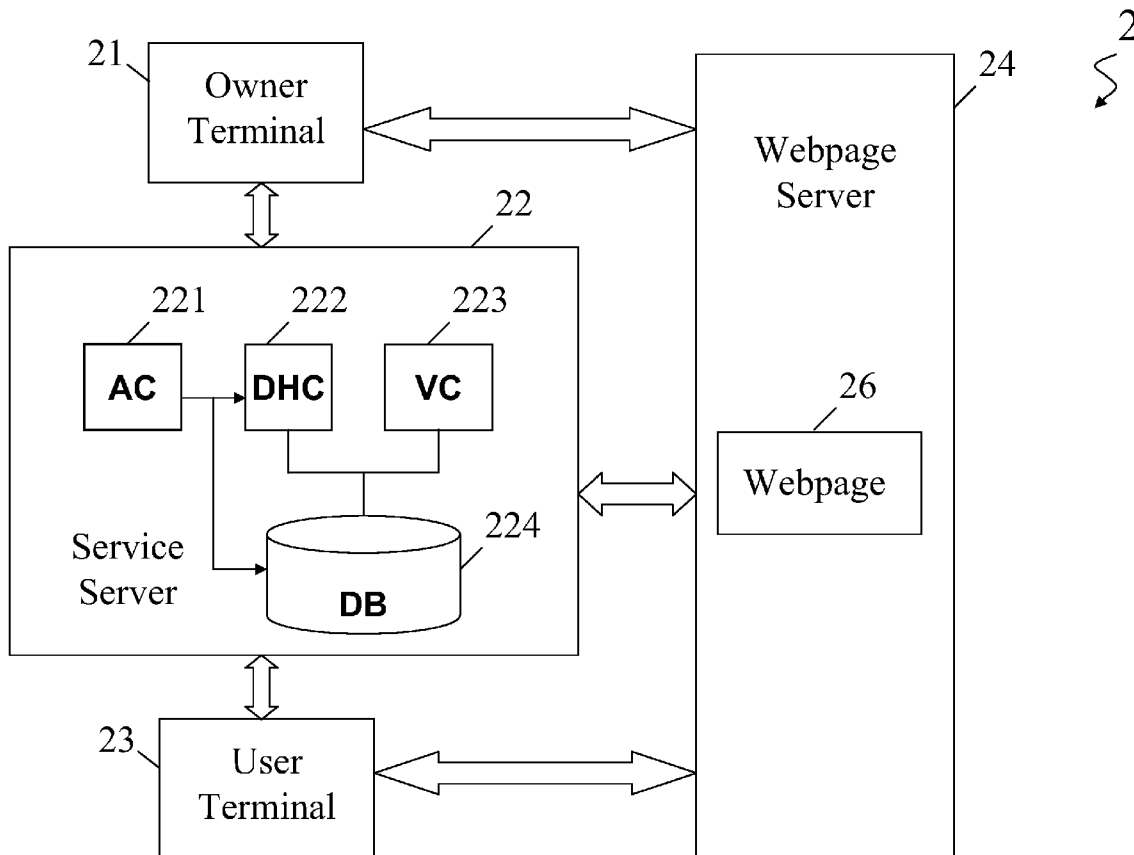 2
21
Owner
Terminal
24
Webpage
Server
22
221
222
223
AC
DHC
VC
26
Webpage
224
Service
Server
DB
23
User
Terminal